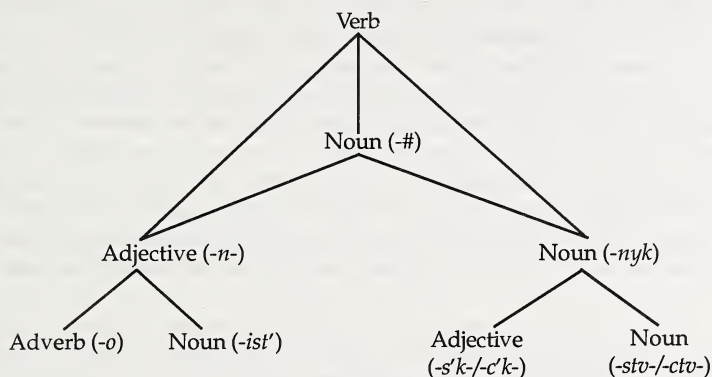 Verb
Noun (-#)
Adjective (-n-)
Noun (-nyk)
Adverb (-o)
Noun (-ist')
Adjective
(-s'k-/-c'k-)
Noun
(-stv-/-ctv-)